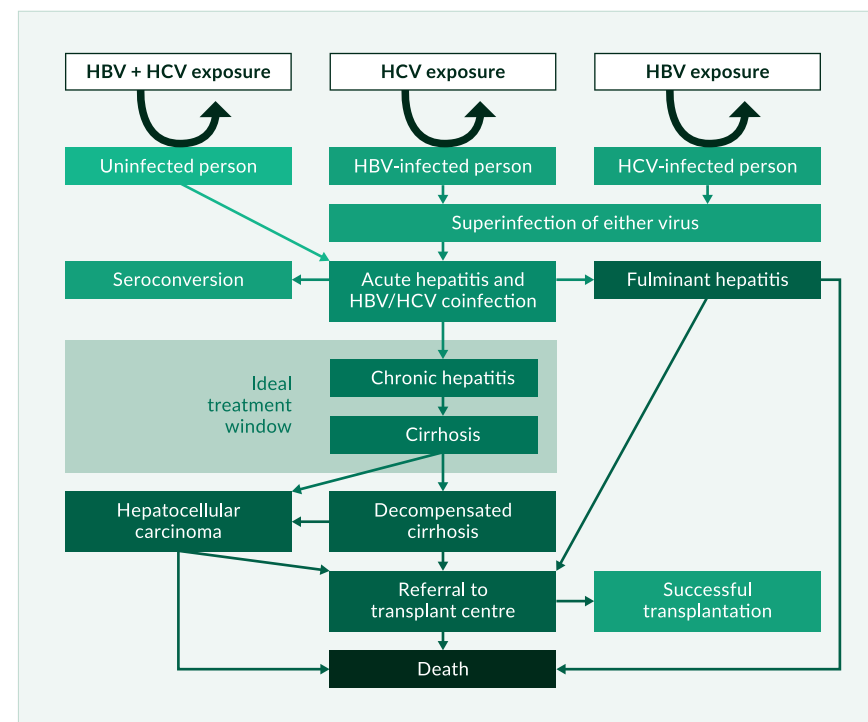 HBV + HCV exposure
HCV exposure
HBV exposure
Uninfected person
HBV-infected person
HCV-infected person
Superinfection of either virus
Seroconversion
Acute hepatitis and
HBV/HCV coinfection
Fulminant hepatitis
Ideal
treatment
window
Chronic hepatitis
Cirrhosis
Hepatocellular
carcinoma
Decompensated
cirrhosis
Referral to
transplant centre
Successful
transplantation
Death